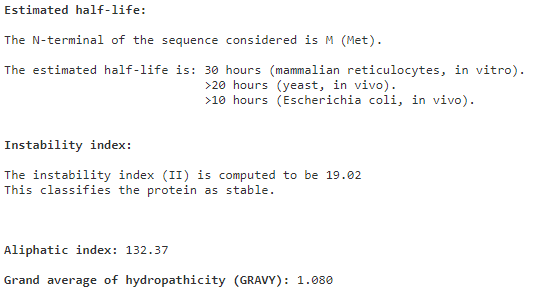 Estimated half-life:
The N-terminal of the sequence considered is M (Met).
The estimated half-life is: 30 hours (mammalian reticulocytes, in vitro).
>20 hours (yeast, in vivo).
>10 hours (Escherichia coli, in vivo).
Instability index:
The instability index (II) is computed to be 19.02
This classifies the protein as stable.
Aliphatic index: 132.37
Grand average of hydropathicity (GRAVY): 1.080